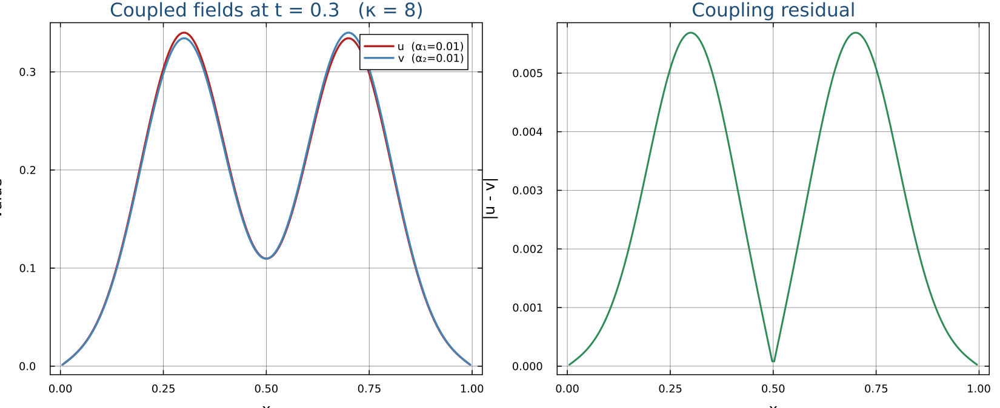 Coupled fields at t = 0.3 (κ = 8)
u (α₁=0.01)
v (α₂=0.01)
0.3
0.2
0.1
0.0
0.00 0.25 0.50 0.75 1.00
Coupling residual
|u - v|
0.005
0.004
0.003
0.002
0.001
0.000
0.00 0.25 0.50 0.75 1.00